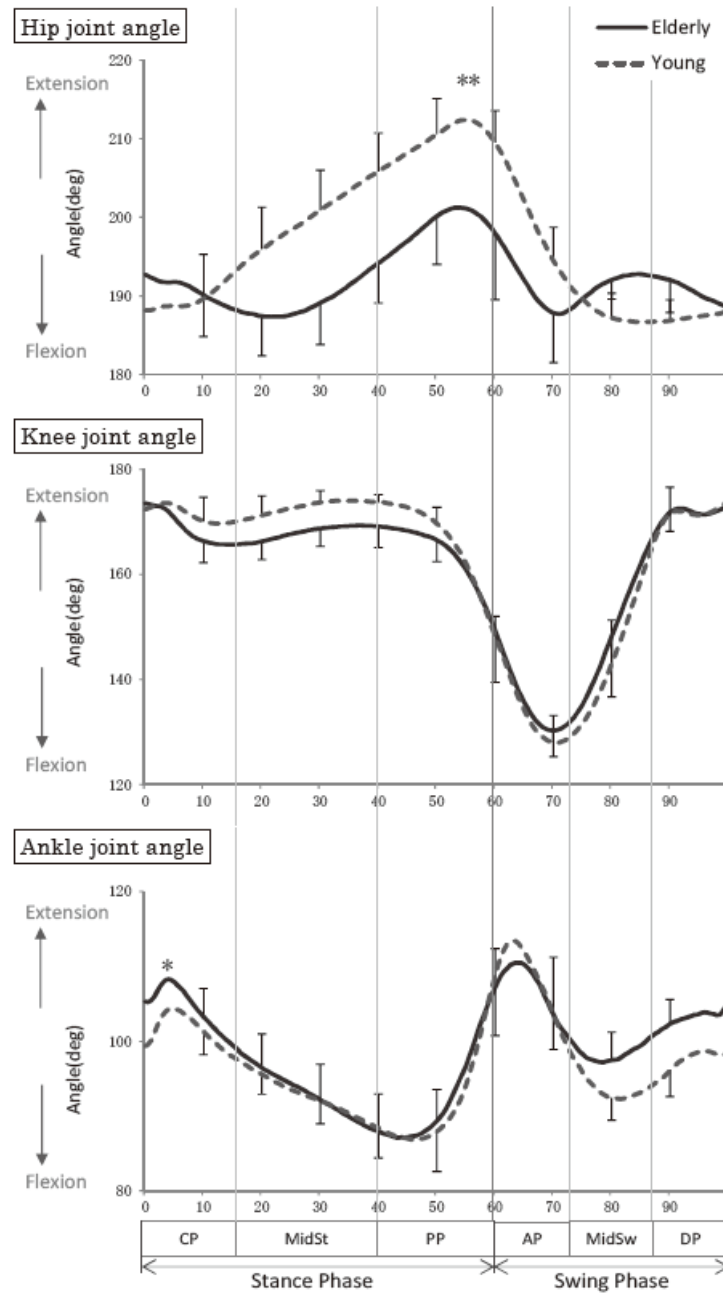 Hip joint angle
Elderly
Young
Extension
Angle(deg)
Flexion
220
210
200
190
180
**
0 10 20 30 40 50 60 70 80 90
Knee joint angle
Extension
Angle(deg)
Flexion
180
160
140
120
0 10 20 30 40 50 60 70 80 90
Ankle joint angle
Extension
Angle(deg)
Flexion
120
100
80
*
0 10 20 30 40 50 60 70 80 90
CP MidSt PP AP MidSw DP
Stance Phase Swing Phase